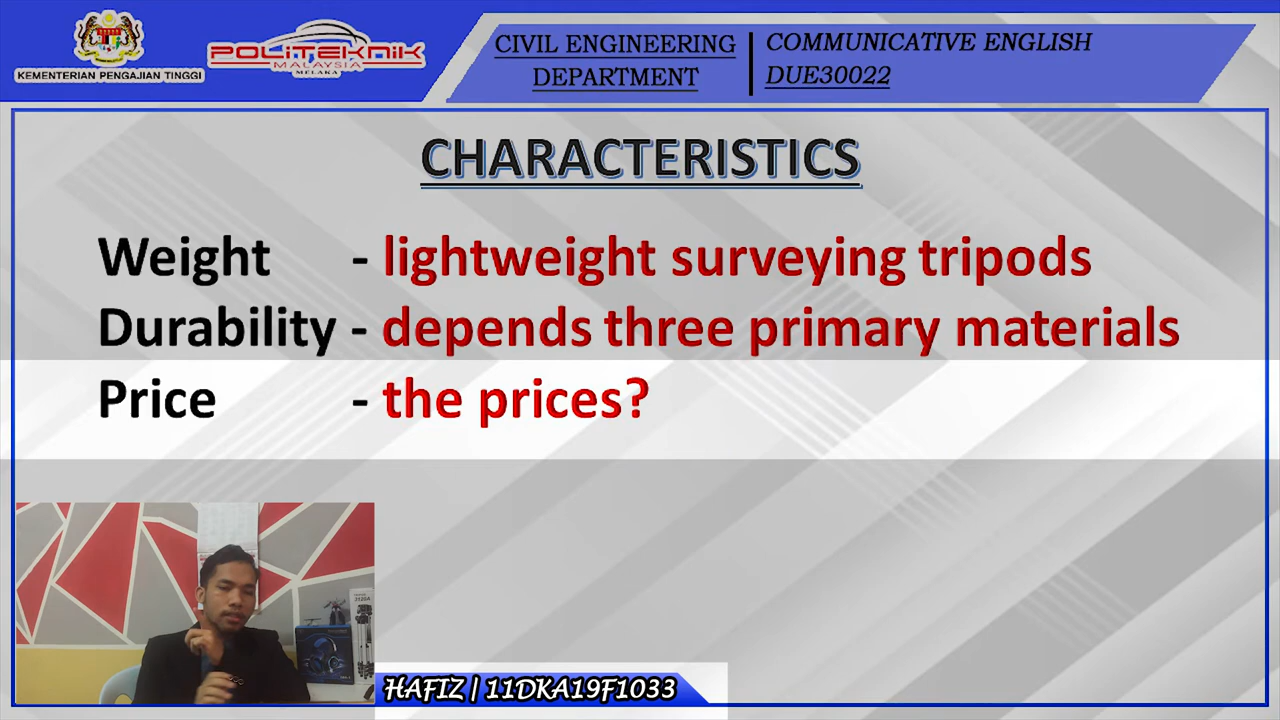 KEMENTERIAN PENGAJIAN TINGGI
POLITEKNIK
MALAYSIA
MELAKA
CIVIL ENGINEERING
DEPARTMENT
COMMUNICATIVE ENGLISH
DUE30022
CHARACTERISTICS
Weight - lightweight surveying tripods
Durability - depends three primary materials
Price - the prices?
HAFIZ | 11DKA19F1033